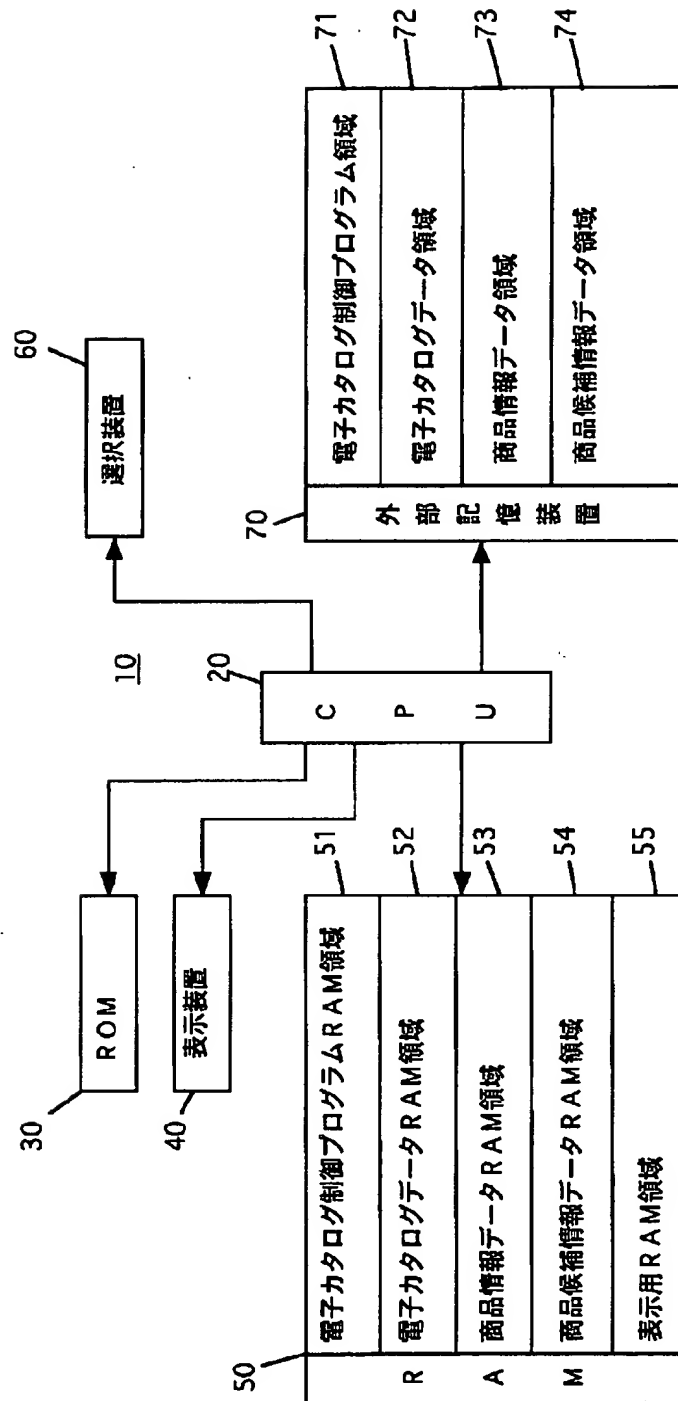 10
20
CPU
30
ROM
40
表示装置
50
RAM
電子カタログ制御プログラムRAM領域
51
電子カタログデータRAM領域
52
商品情報データRAM領域
53
商品候補情報データRAM領域
54
表示用RAM領域
55
60
選択装置
70
外部記憶装置
電子カタログ制御プログラム領域
71
電子カタログデータ領域
72
商品情報データ領域
73
商品候補情報データ領域
74